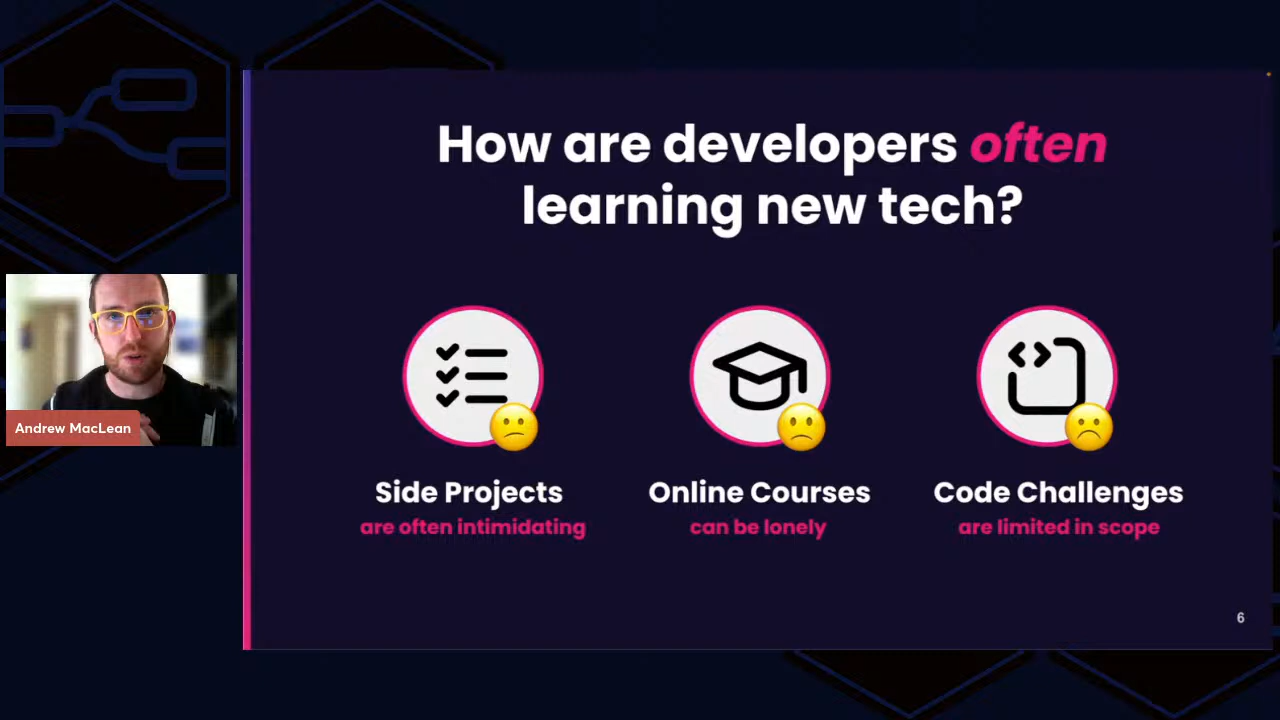 How are developers often
learning new tech?
Andrew MacLean
Side Projects
are often intimidating
Online Courses
can be lonely
Code Challenges
are limited in scope
6